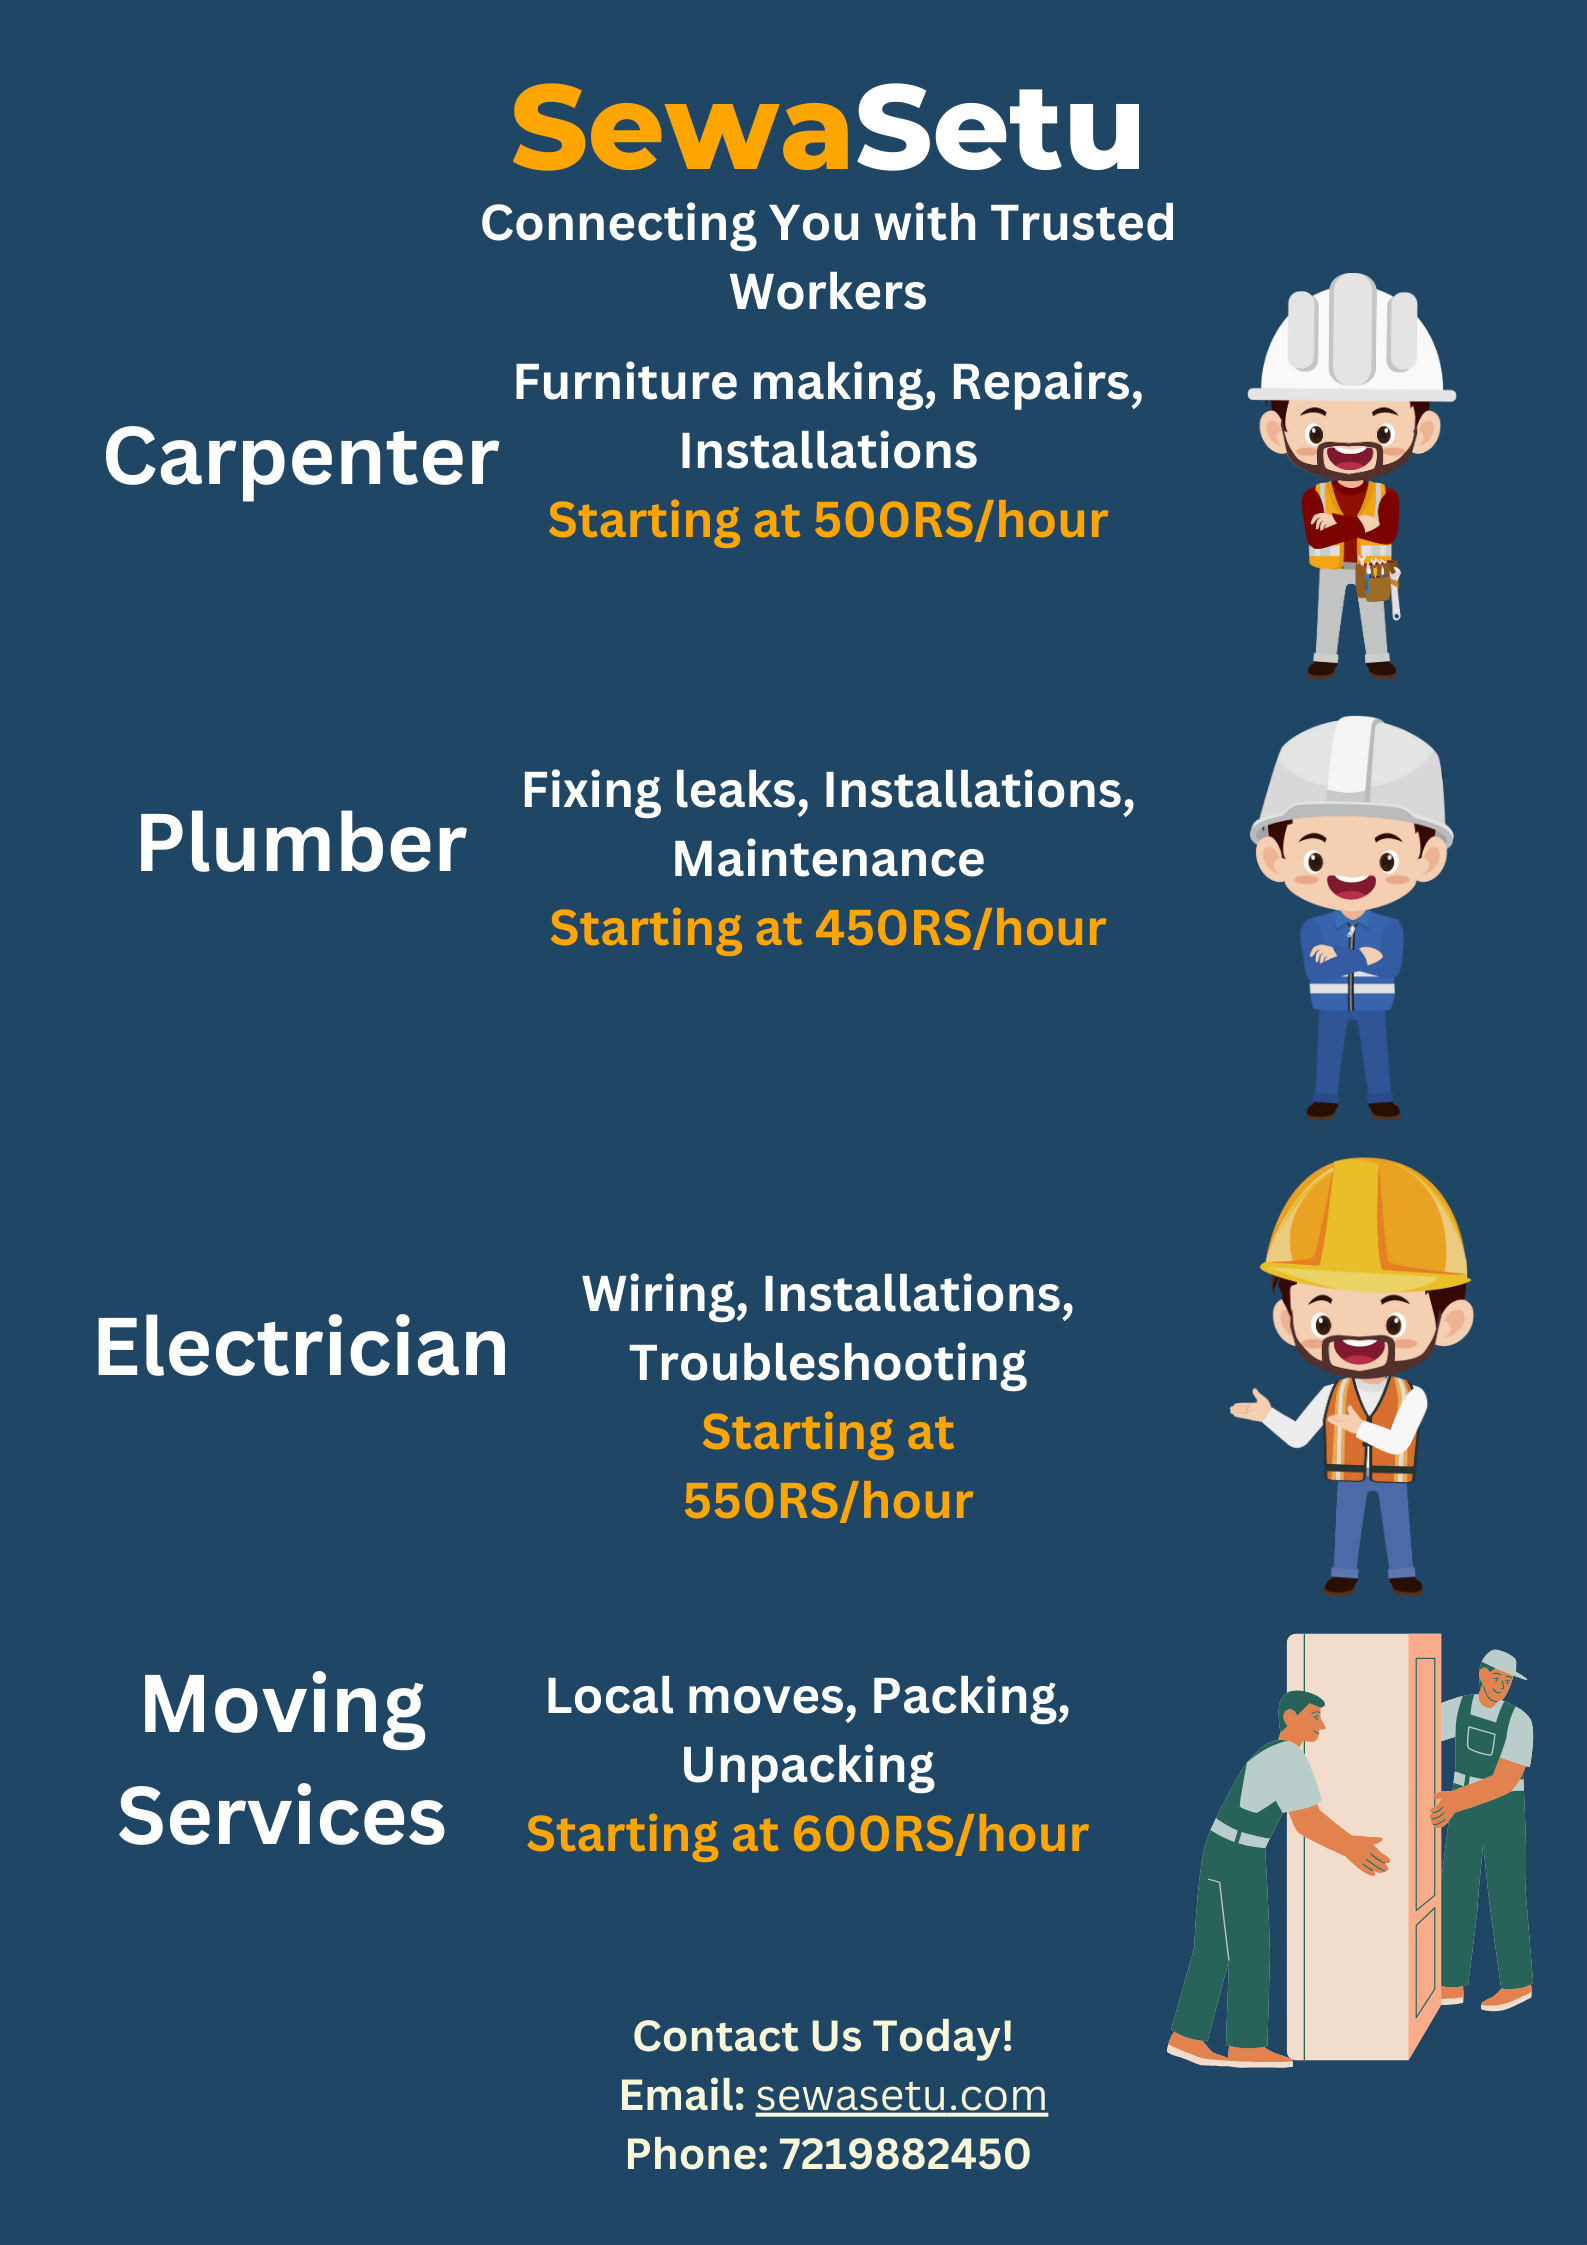 SewaSetu
Connecting You with Trusted
Workers
Carpenter
Furniture making, Repairs,
Installations
Starting at 500RS/hour
Plumber
Fixing leaks, Installations,
Maintenance
Starting at 450RS/hour
Electrician
Wiring, Installations,
Troubleshooting
Starting at
550RS/hour
Moving
Services
Local moves, Packing,
Unpacking
Starting at 600RS/hour
Contact Us Today!
Email: sewasetu.com
Phone: 7219882450